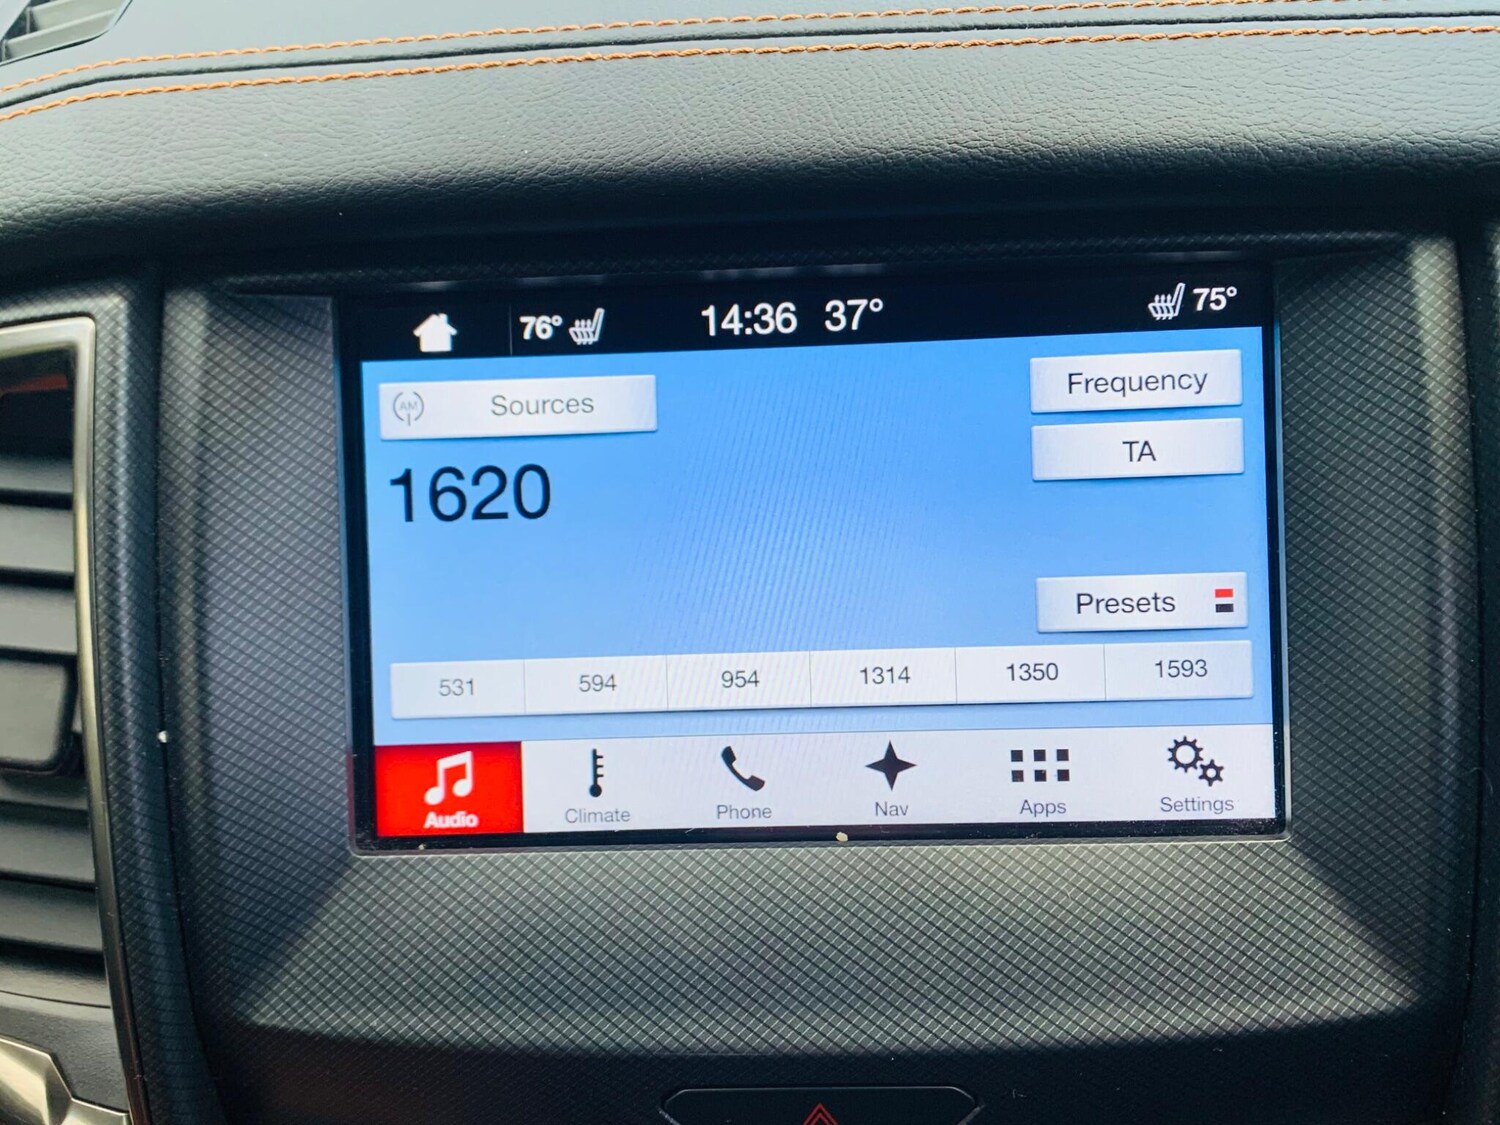 76° 14:36 37° 75°
AM Sources
Frequency
TA
1620
Presets
531 594 954 1314 1350 1593
Audio Climate Phone Nav Apps Settings